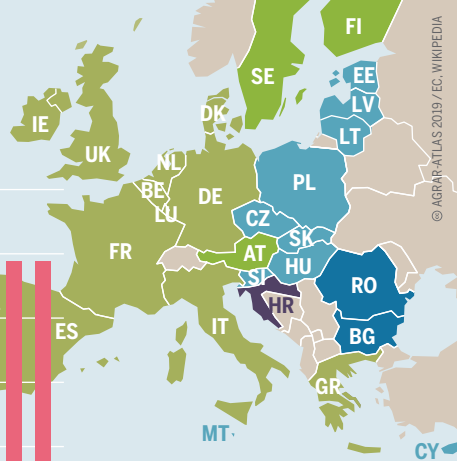 FI
SE
EE
LV
LT
DK
IE
UK
NL
BE
LU
DE
PL
CZ
SK
AT
HU
SI
HR
FR
RO
BG
ES
IT
GR
MT
CY
© AGRAR-ATLAS 2019 / EC, WIKIPEDIA